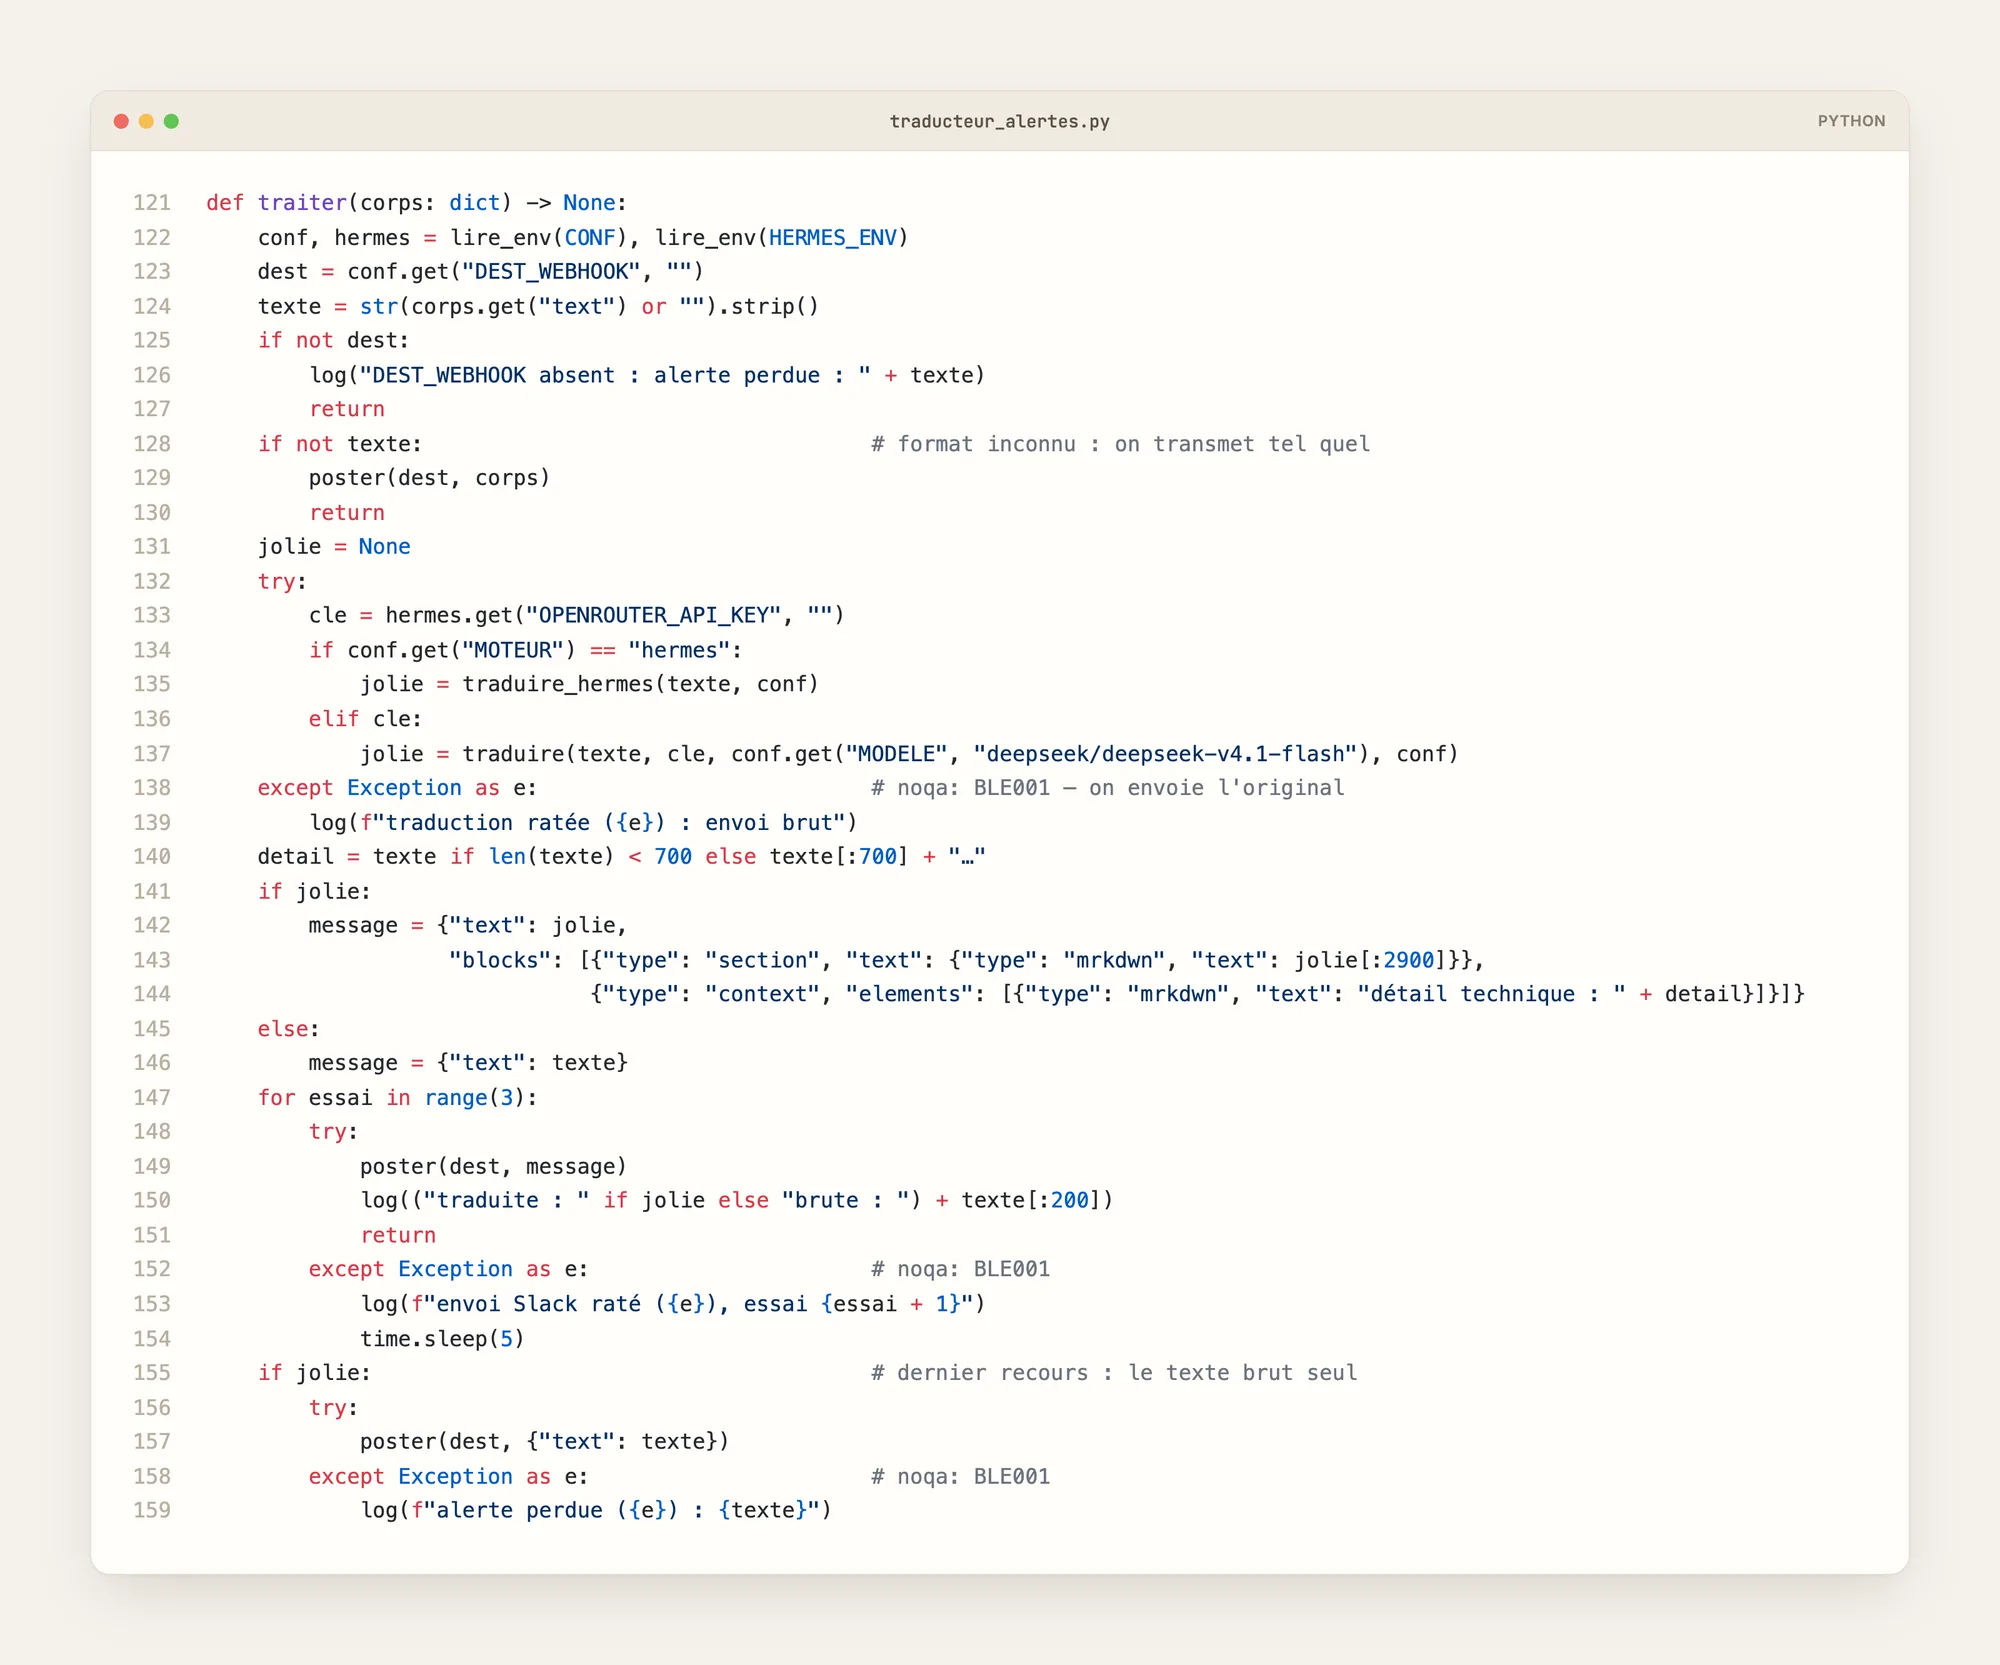 traducteur_alertes.py
PYTHON
121 def traiter(corps: dict) -> None:
122     conf, hermes = lire_env(CONF), lire_env(HERMES_ENV)
123     dest = conf.get("DEST_WEBHOOK", "")
124     texte = str(corps.get("text") or "").strip()
125     if not dest:
126         log("DEST_WEBHOOK absent : alerte perdue : " + texte)
127         return
128     if not texte:                                   # format inconnu : on transmet tel quel
129         poster(dest, corps)
130         return
131     jolie = None
132     try:
133         cle = hermes.get("OPENROUTER_API_KEY", "")
134         if conf.get("MOTEUR") == "hermes":
135             jolie = traduire_hermes(texte, conf)
136         elif cle:
137             jolie = traduire(texte, cle, conf.get("MODELE", "deepseek/deepseek-v4.1-flash"), conf)
138     except Exception as e:                          # noqa: BLE001 — on envoie l'original
139         log(f"traduction ratée ({e}) : envoi brut")
140     detail = texte if len(texte) < 700 else texte[:700] + "…"
141     if jolie:
142         message = {"text": jolie,
143                    "blocks": [{"type": "section", "text": {"type": "mrkdwn", "text": jolie[:2900]}},
144                               {"type": "context", "elements": [{"type": "mrkdwn", "text": "détail technique : " + detail}]}]}
145     else:
146         message = {"text": texte}
147     for essai in range(3):
148         try:
149             poster(dest, message)
150             log(("traduite : " if jolie else "brute : ") + texte[:200])
151             return
152         except Exception as e:                      # noqa: BLE001
153             log(f"envoi Slack raté ({e}), essai {essai + 1}")
154             time.sleep(5)
155     if jolie:                                       # dernier recours : le texte brut seul
156         try:
157             poster(dest, {"text": texte})
158         except Exception as e:                      # noqa: BLE001
159             log(f"alerte perdue ({e}) : {texte}")